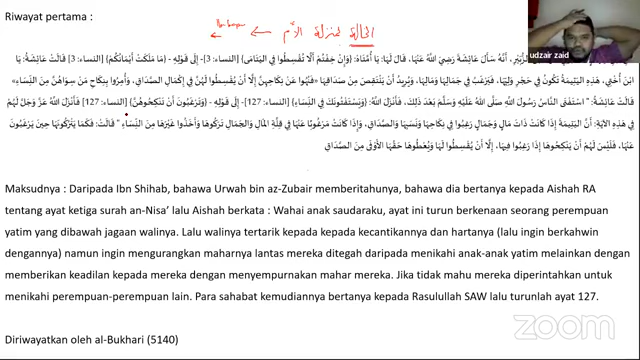 Riwayat pertama :
الخالة بمنزلة الأم
udzair zaid
الزُّبَيْرِ، أَنَّهُ سَأَلَ عَائِشَةَ رَضِيَ اللَّهُ عَنْهَا، قَالَ لَهَا: يَا أُمَّتَاهُ {وَإِنْ خِفْتُمْ أَلَّا تُقْسِطُوا فِي اليَتَامَى} [النساء: 3]- إِلَى قَوْلِهِ - {مَا مَلَكَتْ أَيْمَانُكُمْ} [النساء: 3] قَالَتْ عَائِشَةُ: يَا
ابْنَ أُخْتِي، هَذِهِ اليَتِيمَةُ تَكُونُ فِي حَجْرِ وَلِيِّهَا، فَيَرْغَبُ فِي جَمَالِهَا وَمَالِهَا، وَيُرِيدُ أَنْ يَنْتَقِصَ مِنْ صَدَاقِهَا «فَنُهُوا عَنْ نِكَاحِهِنَّ إِلَّا أَنْ يُقْسِطُوا لَهُنَّ فِي إِكْمَالِ الصَّدَاقِ، وَأُمِرُوا بِنِكَاحِ مَنْ سِوَاهُنَّ مِنَ النِّسَاءِ»
قَالَتْ عَائِشَةُ: " اسْتَفْتَى النَّاسُ رَسُولَ اللَّهِ صَلَّى اللهُ عَلَيْهِ وَسَلَّمَ بَعْدَ ذَلِكَ، فَأَنْزَلَ اللَّهُ: {وَيَسْتَفْتُونَكَ فِي النِّسَاءِ} [النساء: 127]- إِلَى قَوْلِهِ - {وَتَرْغَبُونَ أَنْ تَنْكِحُوهُنَّ} [النساء: 127] فَأَنْزَلَ اللَّهُ عَزَّ وَجَلَّ لَهُمْ
فِي هَذِهِ الآيَةِ: أَنَّ اليَتِيمَةَ إِذَا كَانَتْ ذَاتَ مَالٍ وَجَمَالٍ رَغِبُوا فِي نِكَاحِهَا وَنَسَبِهَا وَالصَّدَاقِ، وَإِذَا كَانَتْ مَرْغُوبًا عَنْهَا فِي قِلَّةِ المَالِ وَالجَمَالِ تَرَكُوهَا وَأَخَذُوا غَيْرَهَا مِنَ النِّسَاءِ " قَالَتْ: فَكَمَا يَتْرُكُونَهَا حِينَ يَرْغَبُونَ
عَنْهَا، فَلَيْسَ لَهُمْ أَنْ يَنْكِحُوهَا إِذَا رَغِبُوا فِيهَا، إِلَّا أَنْ يُقْسِطُوا لَهَا وَيُعْطُوهَا حَقَّهَا الأَوْفَى مِنَ الصَّدَاقِ
Maksudnya : Daripada Ibn Shihab, bahawa Urwah bin az-Zubair memberitahunya, bahawa dia bertanya kepada Aishah RA
tentang ayat ketiga surah an-Nisa’ lalu Aishah berkata : Wahai anak saudaraku, ayat ini turun berkenaan seorang perempuan
yatim yang dibawah jagaan walinya. Lalu walinya tertarik kepada kepada kecantikannya dan hartanya (lalu ingin berkahwin
dengannya) namun ingin mengurangkan maharnya lantas mereka ditegah daripada menikahi anak-anak yatim melainkan dengan
memberikan keadilan kepada mereka dengan menyempurnakan mahar mereka. Jika tidak mahu mereka diperintahkan untuk
menikahi perempuan-perempuan lain. Para sahabat kemudiannya bertanya kepada Rasulullah SAW lalu turunlah ayat 127.
Diriwayatkan oleh al-Bukhari (5140)
zoom